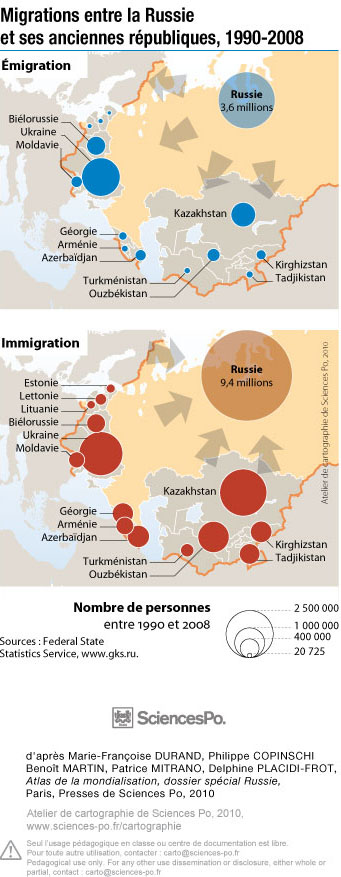 Migrations entre la Russie
et ses anciennes républiques, 1990-2008
Émigration
Russie
3,6 millions
Biélorussie
Ukraine
Moldavie
Kazakhstan
Géorgie
Arménie
Azerbaïdjan
Kirghizstan
Turkménistan
Tadjikistan
Ouzbékistan
Immigration
Russie
9,4 millions
Estonie
Lettonie
Lituanie
Biélorussie
Ukraine
Moldavie
Kazakhstan
Géorgie
Arménie
Azerbaïdjan
Kirghizstan
Turkménistan
Tadjikistan
Ouzbékistan
Atelier de cartographie de Sciences Po, 2010
Nombre de personnes
entre 1990 et 2008
2 500 000
1 000 000
400 000
20 725
Sources : Federal State
Statistics Service, www.gks.ru.
SciencesPo.
d'après Marie-Françoise DURAND, Philippe COPINSCHI
Benoît MARTIN, Patrice MITRANO, Delphine PLACIDI-FROT,
Atlas de la mondialisation, dossier spécial Russie,
Paris, Presses de Sciences Po, 2010
Atelier de cartographie de Sciences Po, 2010,
www.sciences-po.fr/cartographie
Seul l'usage pédagogique en classe ou centre de documentation est libre.
Pour toute autre utilisation, contacter : carto@sciences-po.fr
Pedagogical use only. For any other use dissemination or disclosure, either whole or
partial, contact : carto@sciences-po.fr